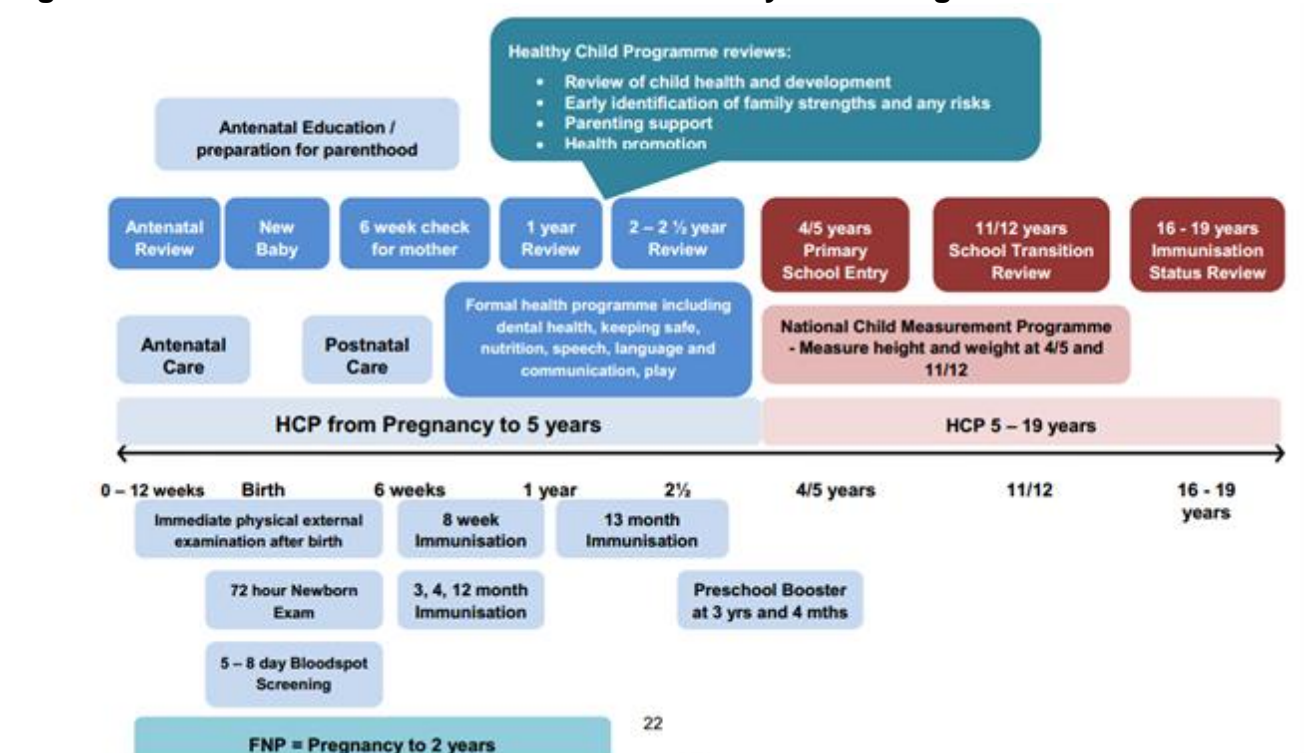 Healthy Child Programme reviews:
• Review of child health and development
• Early identification of family strengths and any risks
• Parenting support
• Health promotion
Antenatal Education /
preparation for parenthood
Antenatal
Review
New
Baby
6 week check
for mother
1 year
Review
2 – 2 ½ year
Review
4/5 years
Primary
School Entry
11/12 years
School Transition
Review
16 - 19 years
Immunisation
Status Review
Antenatal
Care
Postnatal
Care
Formal health programme including
dental health, keeping safe,
nutrition, speech, language and
communication, play
National Child Measurement Programme
- Measure height and weight at 4/5 and
11/12
HCP from Pregnancy to 5 years
HCP 5 – 19 years
0 – 12 weeks
Birth
6 weeks
1 year
2½
4/5 years
11/12
16 - 19
years
Immediate physical external
examination after birth
8 week
Immunisation
13 month
Immunisation
72 hour Newborn
Exam
3, 4, 12 month
Immunisation
Preschool Booster
at 3 yrs and 4 mths
5 – 8 day Bloodspot
Screening
22
FNP = Pregnancy to 2 years